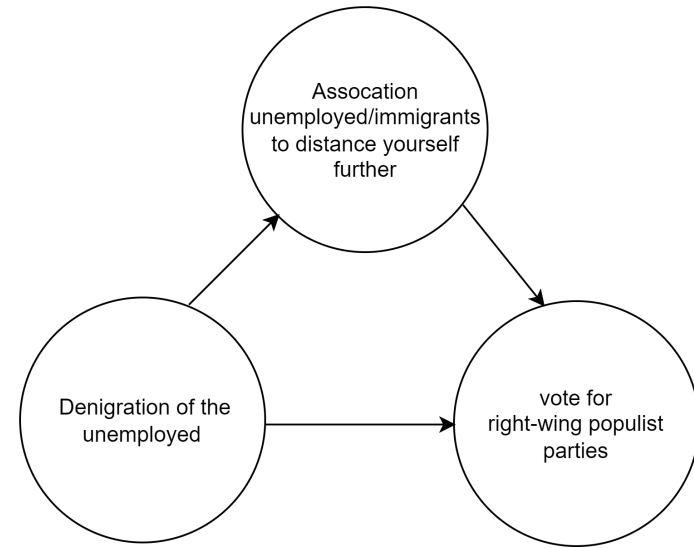 Assocation
unemployed/immigrants
to distance yourself
further
Denigration of the
unemployed
vote for
right-wing populist
parties